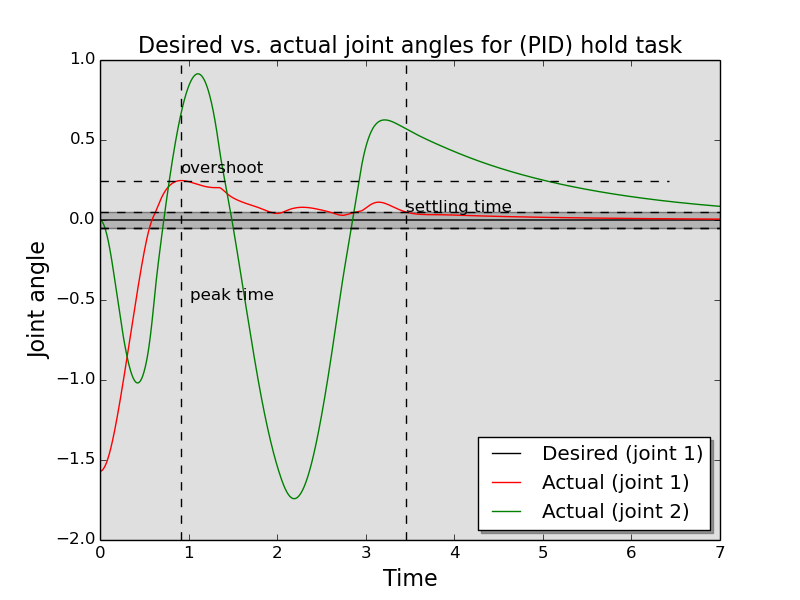 Desired vs. actual joint angles for (PID) hold task
1.0
0.5
0.0
−0.5
−1.0
−1.5
−2.0
Joint angle
overshoot
settling time
peak time
Desired (joint 1)
Actual (joint 1)
Actual (joint 2)
0 1 2 3 4 5 6 7
Time